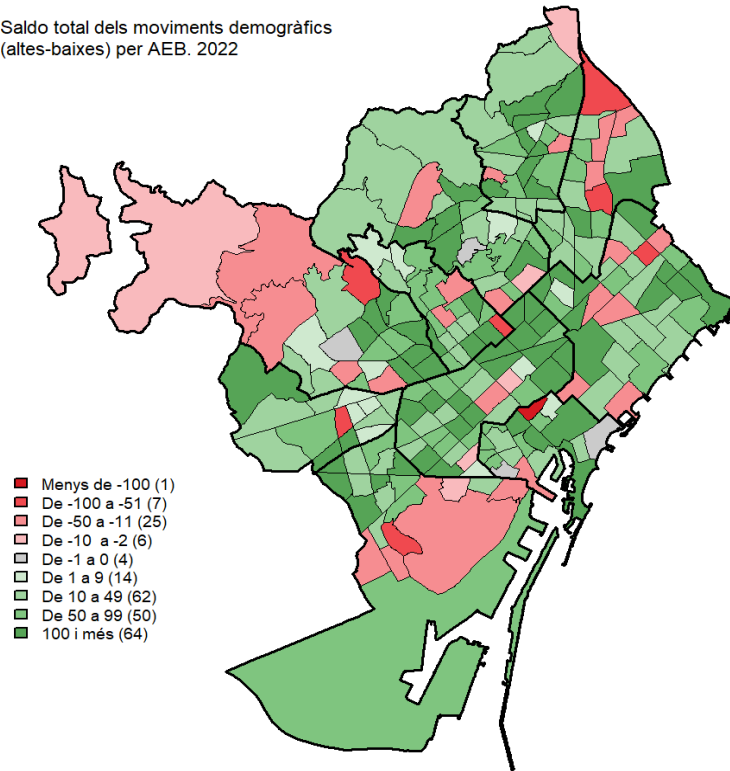 Saldo total dels moviments demogràfics
(altes-baixes) per AEB. 2022
Menys de -100 (1)
De -100 a -51 (7)
De -50 a -11 (25)
De -10 a -2 (6)
De -1 a 0 (4)
De 1 a 9 (14)
De 10 a 49 (62)
De 50 a 99 (50)
100 i més (64)